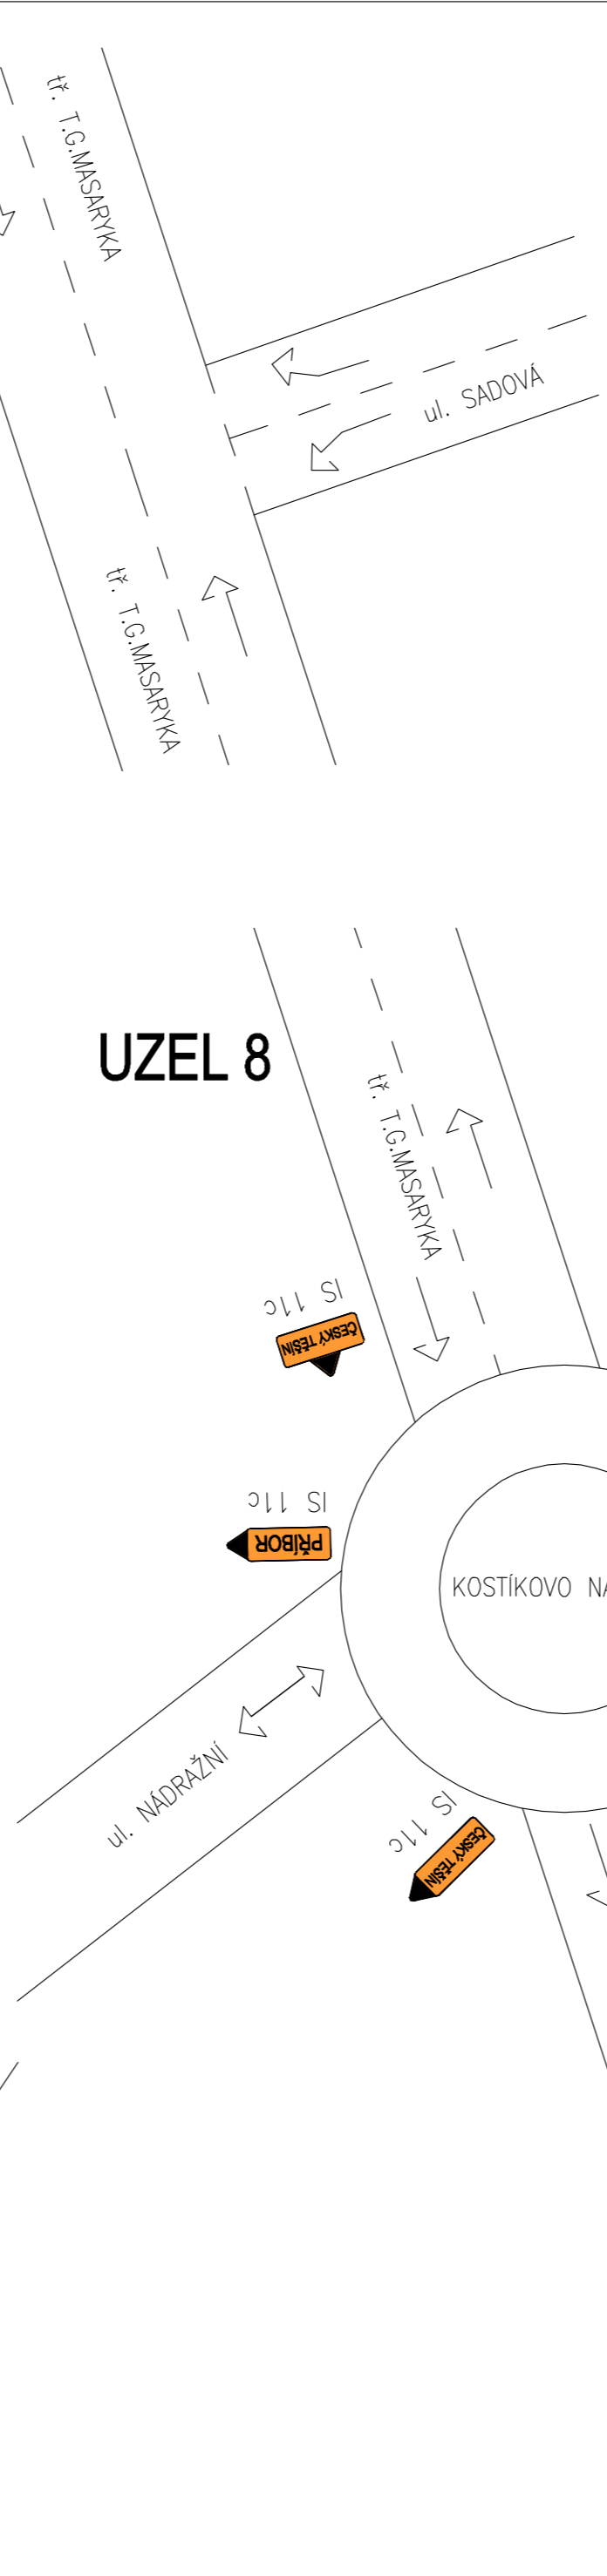 tř. T.G.MASARYKA
ul. SADOVÁ
tř. T.G.MASARYKA
UZEL 8
tř. T.G.MASARYKA
IS 11c
ČESKÝ TĚŠÍN
IS 11c
PŘÍBOR
KOSTÍKOVO
ul. NÁDRAŽNÍ
IS 11c
ČESKÝ TĚŠÍN